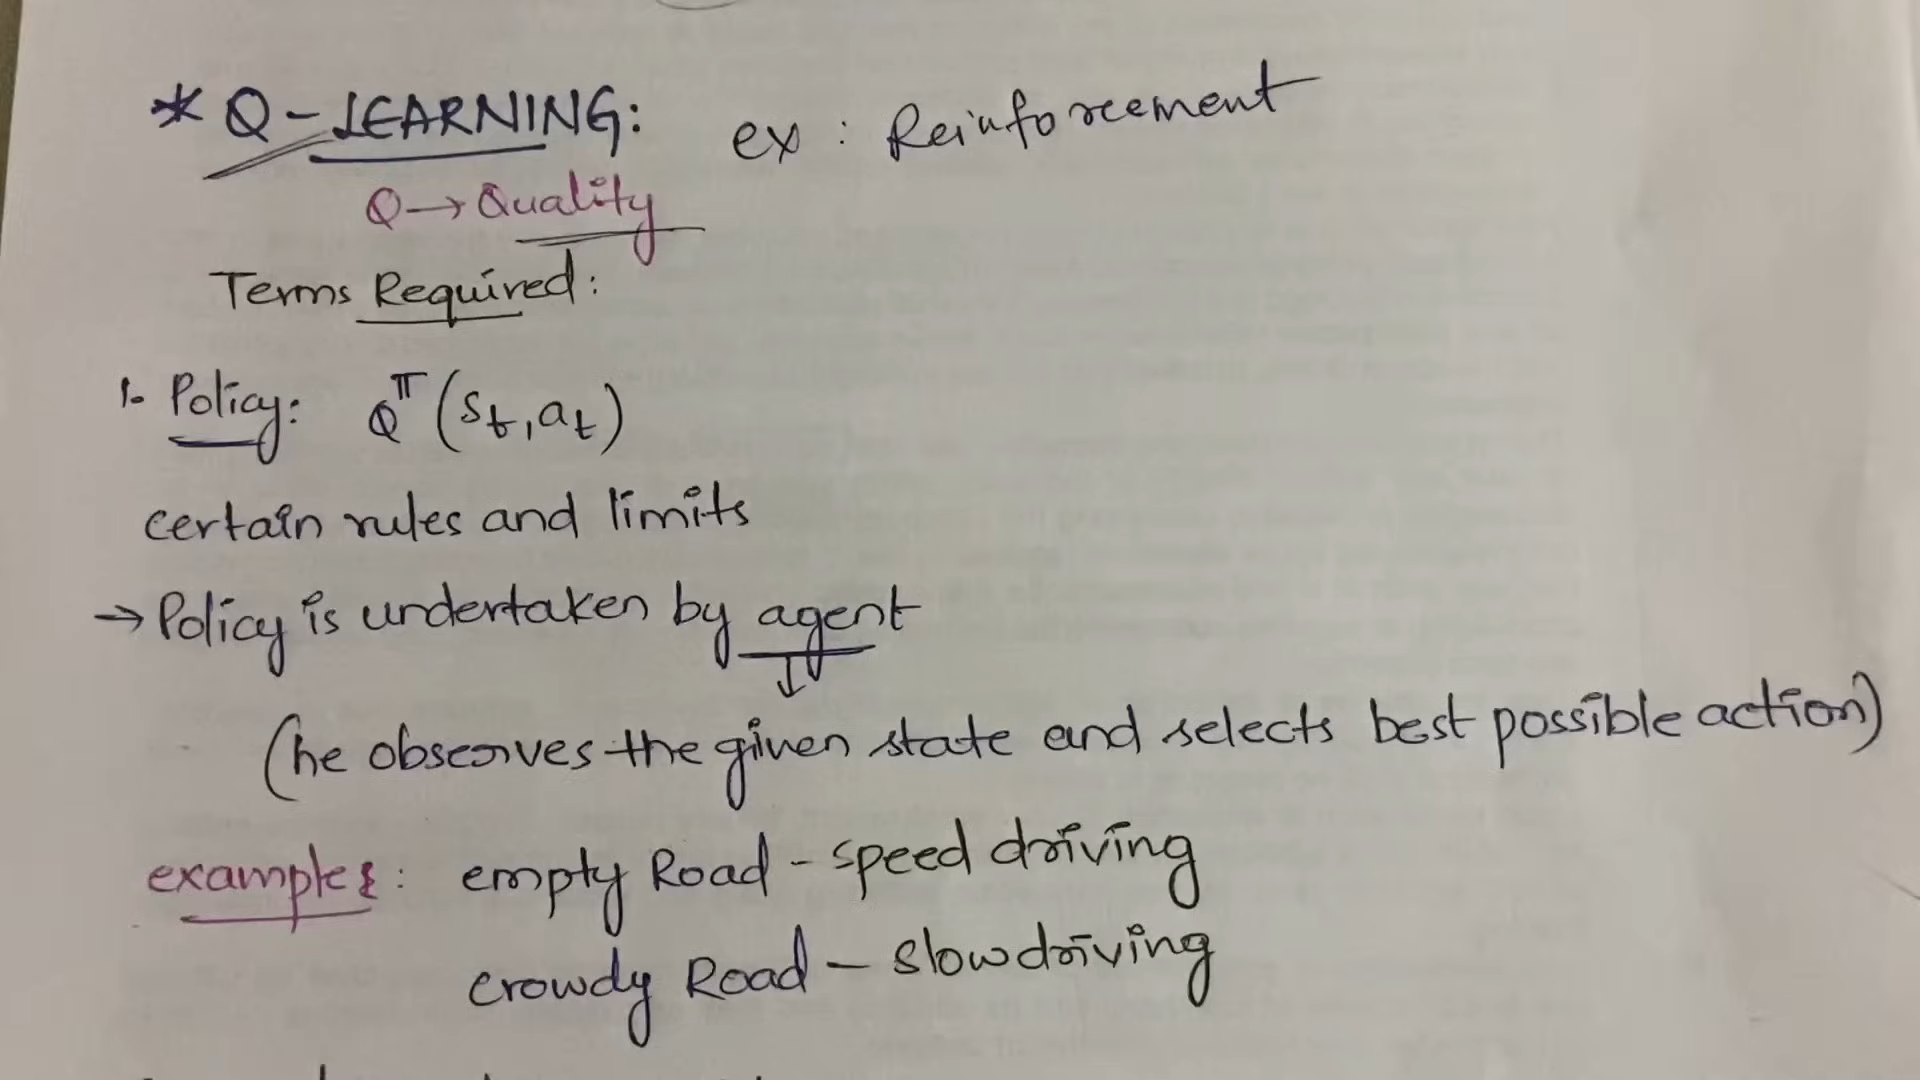 * Q-LEARNING: ex: Reinforcement
Q→Quality
Terms Required:
1. Policy: Q^π(s_t, a_t)
certain rules and limits
→ Policy is undertaken by agent
↓
(he observes the given state and selects best possible action)
examples: empty Road - speed driving
crowdy Road - slow driving